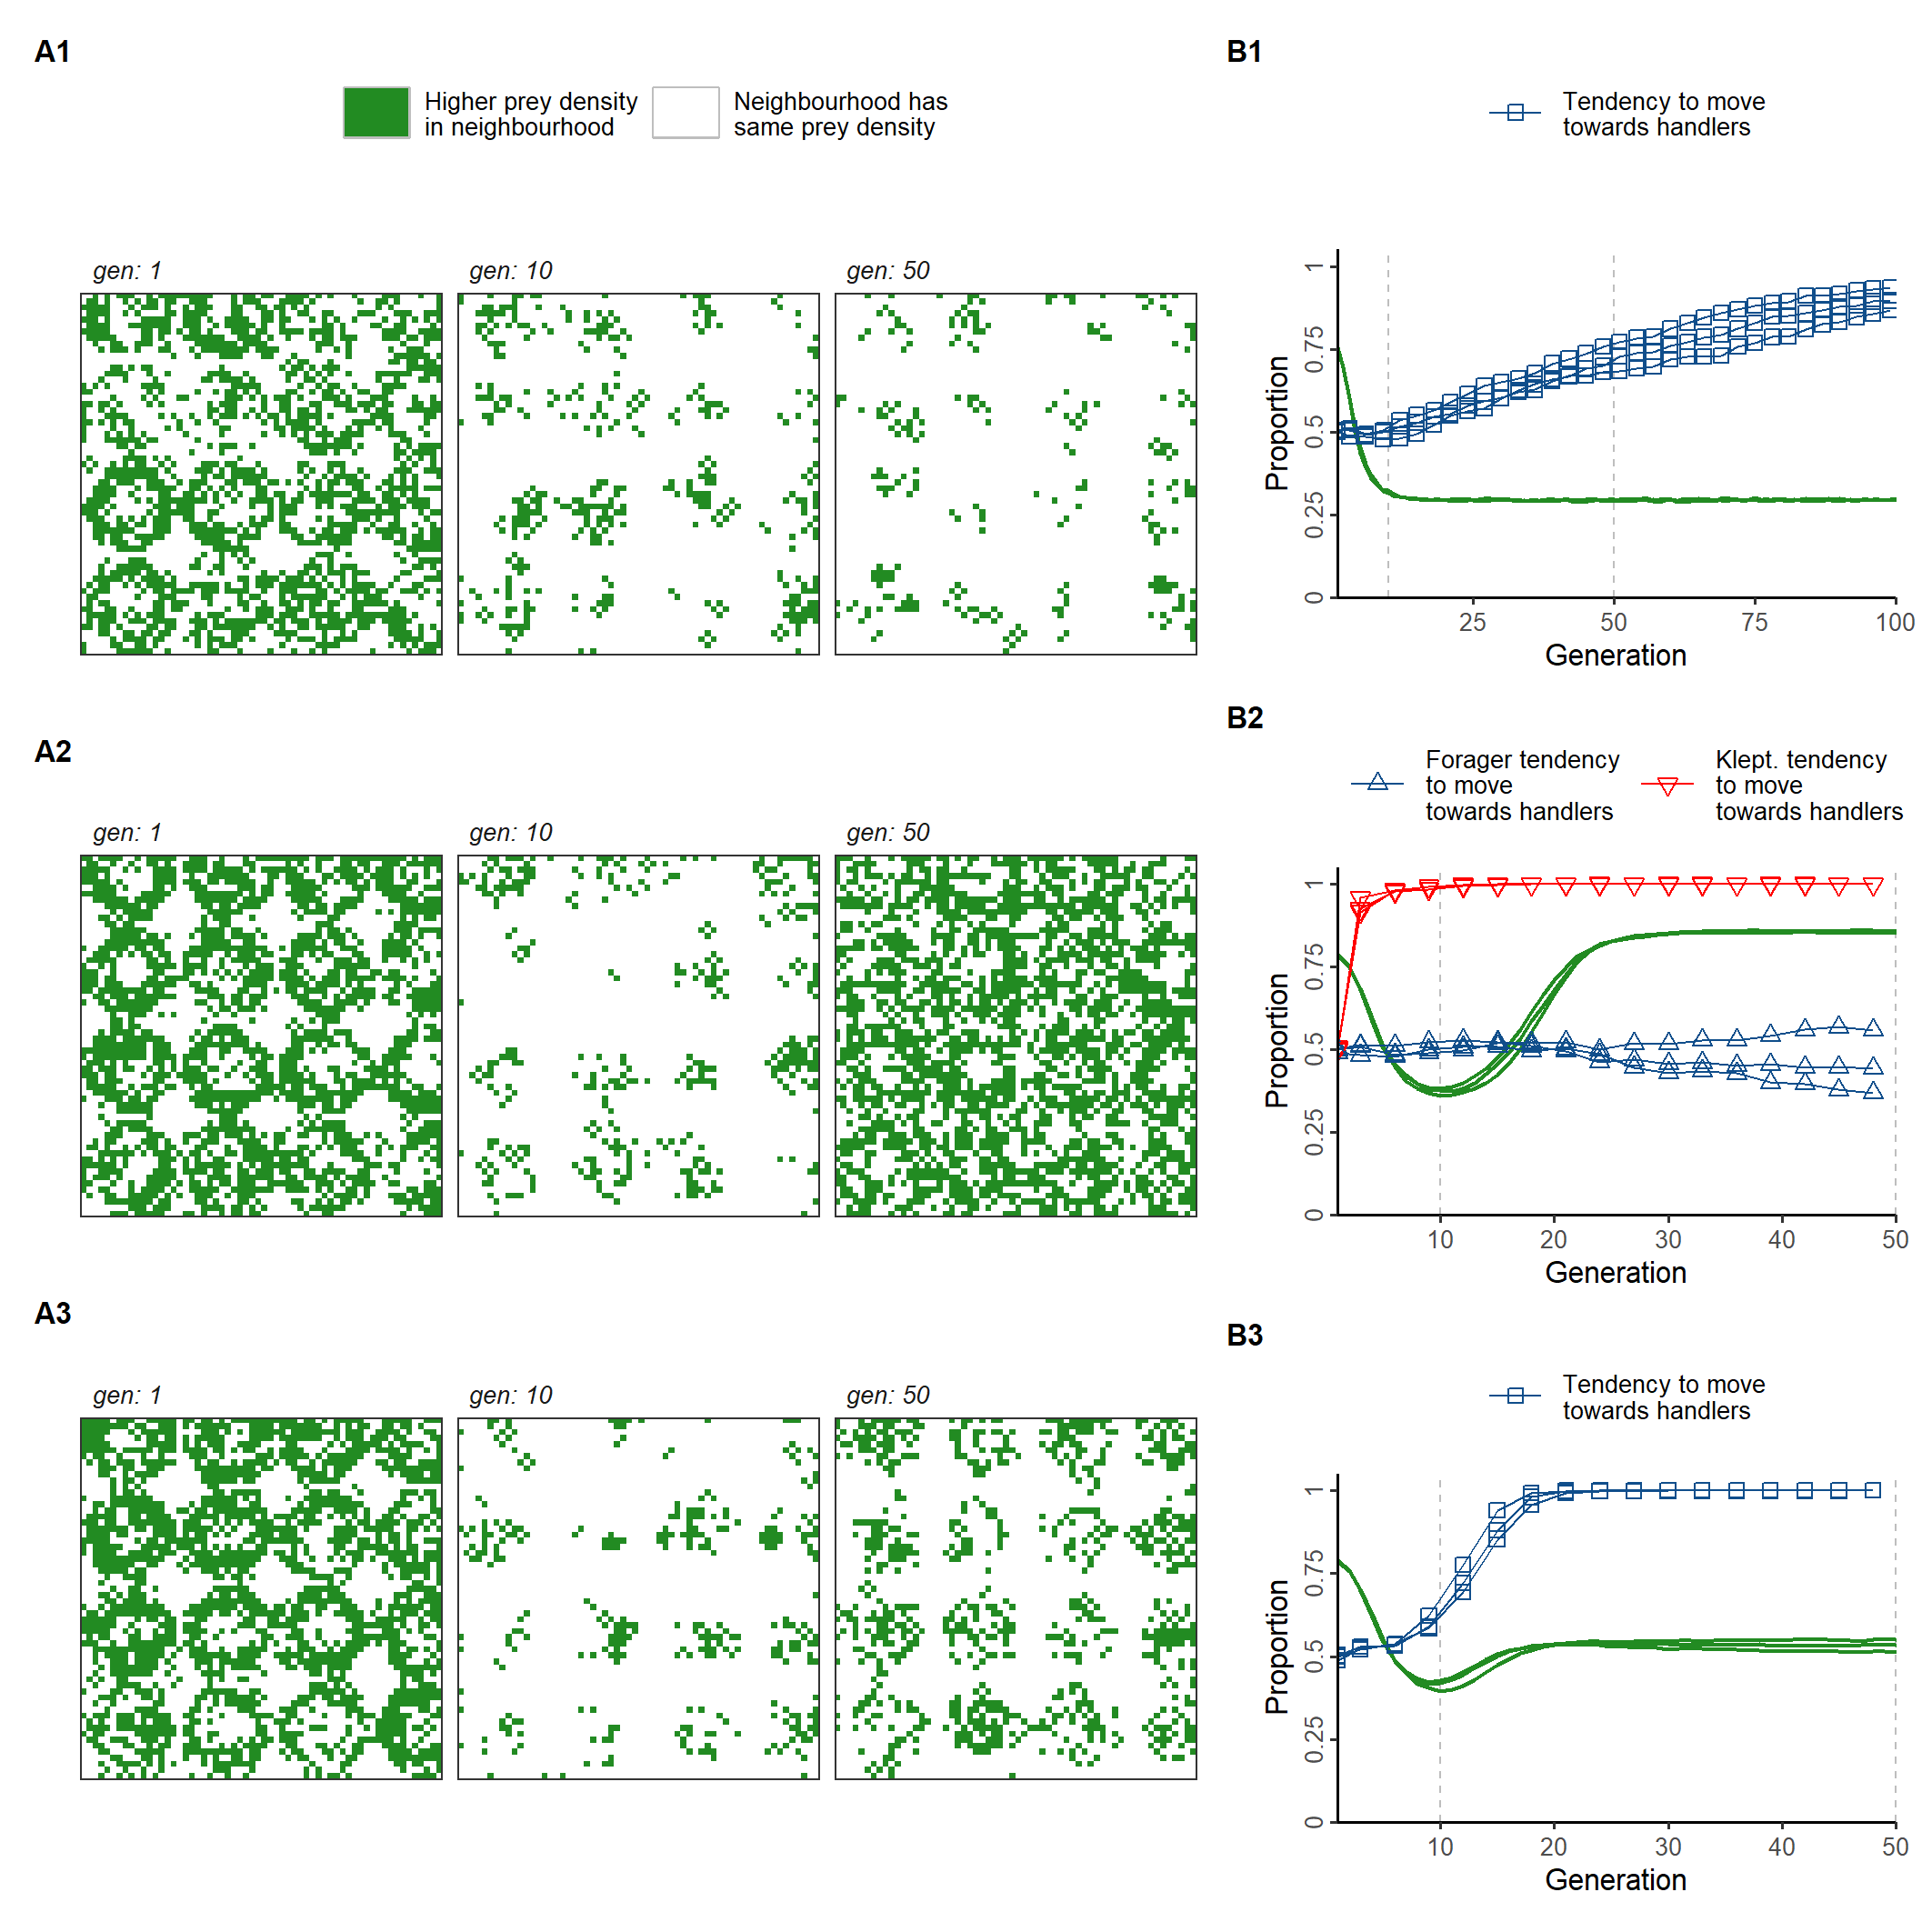 A1
Higher prey density
in neighbourhood
Neighbourhood has
same prey density
gen: 1
gen: 10
gen: 50
B1
Tendency to move
towards handlers
Proportion
0
0.25
0.5
0.75
1
25
50
75
100
Generation
A2
gen: 1
gen: 10
gen: 50
B2
Forager tendency
to move
towards handlers
Klept. tendency
to move
towards handlers
Proportion
0
0.25
0.5
0.75
1
10
20
30
40
50
Generation
A3
gen: 1
gen: 10
gen: 50
B3
Tendency to move
towards handlers
Proportion
0
0.25
0.5
0.75
1
10
20
30
40
50
Generation